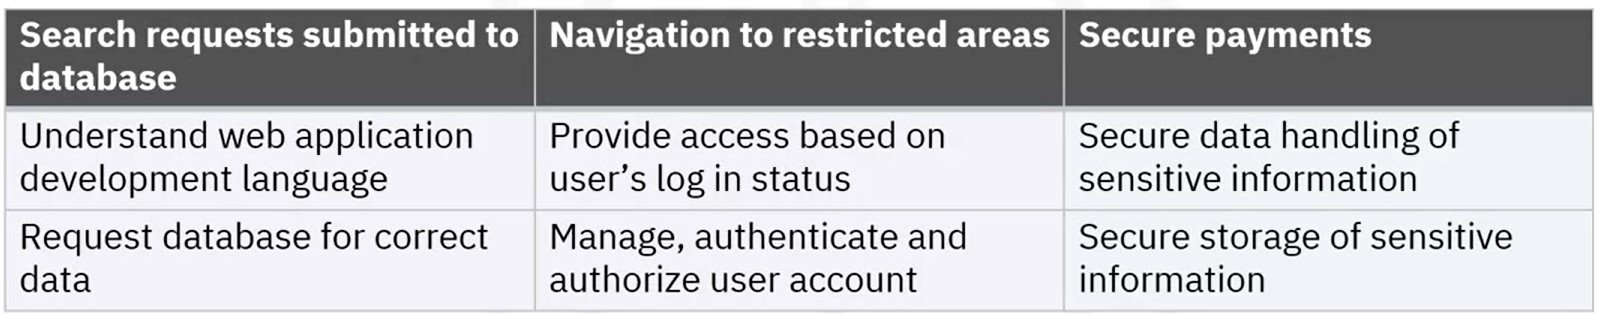 Search requests submitted to
database
Navigation to restricted areas
Secure payments
Understand web application
development language
Provide access based on
user’s log in status
Secure data handling of
sensitive information
Request database for correct
data
Manage, authenticate and
authorize user account
Secure storage of sensitive
information